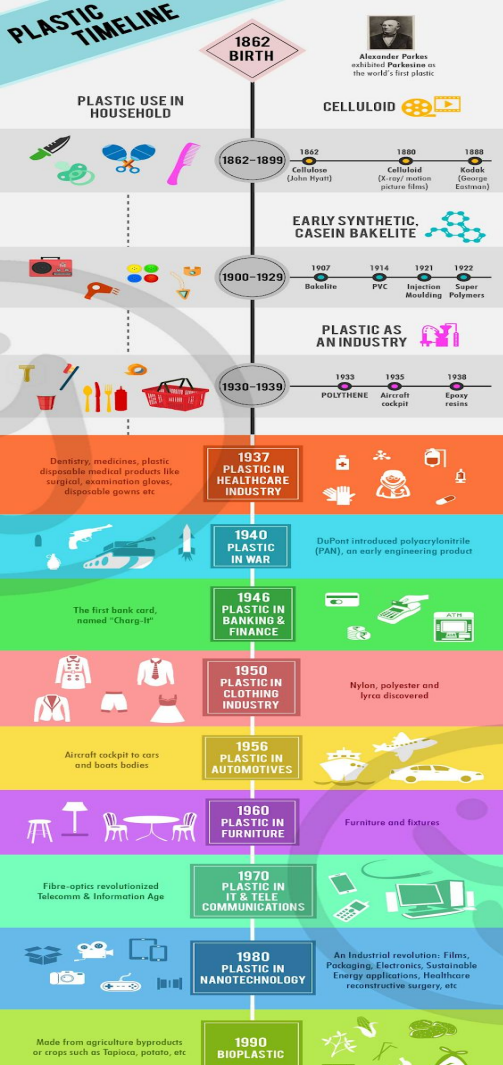 PLASTIC
TIMELINE
1862
BIRTH
Alexander Parkes
exhibited Parkesine as
the world's first plastic
PLASTIC USE IN
HOUSEHOLD
CELLULOID
1862-1899
1862
Cellulose
(John Hyatt)
1880
Celluloid
(X-ray/ motion
picture films)
1888
Kodak
(George
Eastman)
EARLY SYNTHETIC,
CASEIN BAKELITE
1900-1929
1907
Bakelite
1914
PVC
1921
Injection
Moulding
1922
Super
Polymers
PLASTIC AS
AN INDUSTRY
1930-1939
1933
POLYTHENE
1935
Aircraft
cockpit
1938
Epoxy
resins
Dentistry, medicines, plastic
disposable medical products like
surgical, examination gloves,
disposable gowns etc
1937
PLASTIC IN
HEALTHCARE
INDUSTRY
1940
PLASTIC
IN WAR
DuPont introduced polyacrylonitrile
(PAN), an early engineering product
The first bank card,
named "Charg-It"
1946
PLASTIC IN
BANKING &
FINANCE
ATM
1950
PLASTIC IN
CLOTHING
INDUSTRY
Nylon, polyester and
lyrca discovered
Aircraft cockpit to cars
and boats bodies
1956
PLASTIC IN
AUTOMOTIVES
1960
PLASTIC IN
FURNITURE
Furniture and fixtures
Fibre-optics revolutionized
Telecomm & Information Age
1970
PLASTIC IN
IT & TELE
COMMUNICATIONS
1980
PLASTIC IN
NANOTECHNOLOGY
An Industrial revolution: Films,
Packaging, Electronics, Sustainable
Energy applications, Healthcare
reconstructive surgery, etc
Made from agriculture byproducts
or crops such as Tapioca, potato, etc
1990
BIOPLASTIC